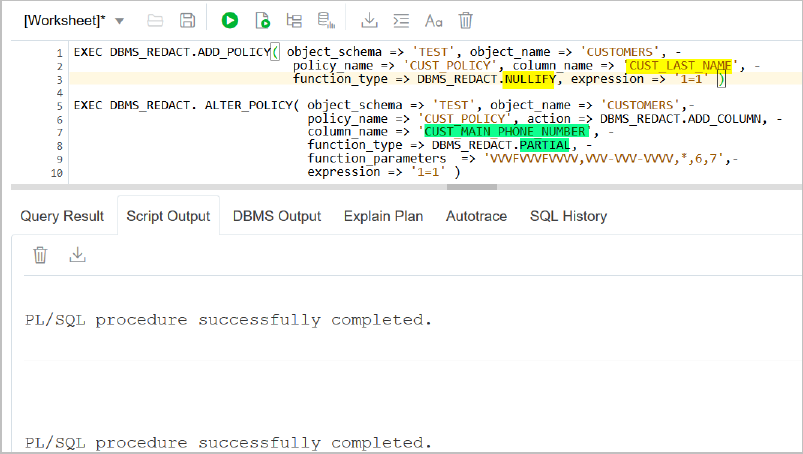 [Worksheet]*
Aa
1 EXEC DBMS_REDACT.ADD_POLICY( object_schema => 'TEST', object_name => 'CUSTOMERS', -
2 policy_name => 'CUST_POLICY', column_name => 'CUST_LAST_NAME', -
3 function_type => DBMS_REDACT.NULLIFY, expression => '1=1' )
4
5 EXEC DBMS_REDACT. ALTER_POLICY( object_schema => 'TEST', object_name => 'CUSTOMERS',-
6 policy_name => 'CUST_POLICY', action => DBMS_REDACT.ADD_COLUMN, -
7 column_name => 'CUST_MAIN_PHONE_NUMBER', -
8 function_type => DBMS_REDACT.PARTIAL, -
9 function_parameters => 'VVVFVVVFVVVV,VVV-VVV-VVVV,*,6,7',-
10 expression => '1=1' )
Query Result Script Output DBMS Output Explain Plan Autotrace SQL History
PL/SQL procedure successfully completed.
PL/SQL procedure successfully completed.